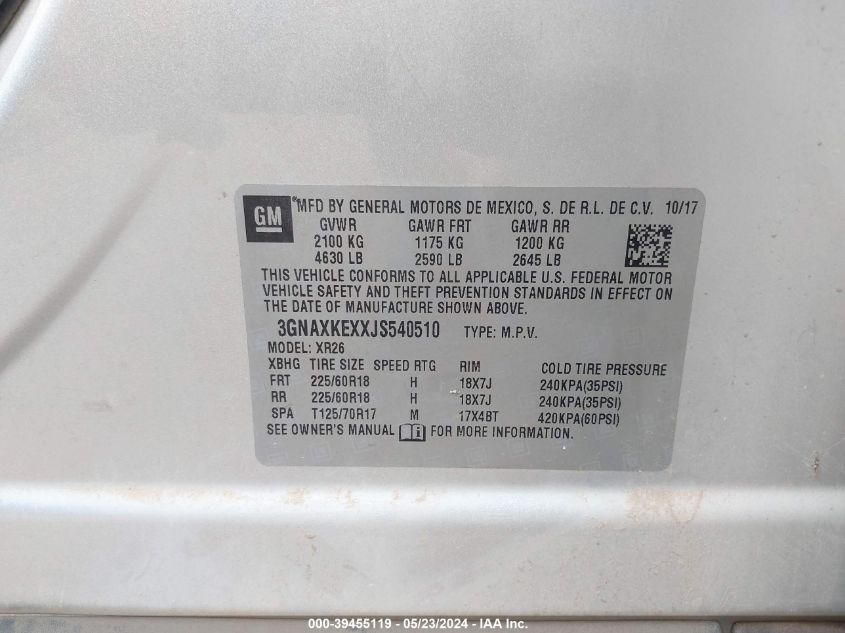 GM ®MFD BY GENERAL MOTORS DE MEXICO, S. DE R.L. DE C.V. 10/17
GVWR GAWR FRT GAWR RR
2100 KG 1175 KG 1200 KG
4630 LB 2590 LB 2645 LB
THIS VEHICLE CONFORMS TO ALL APPLICABLE U.S. FEDERAL MOTOR
VEHICLE SAFETY AND THEFT PREVENTION STANDARDS IN EFFECT ON
THE DATE OF MANUFACTURE SHOWN ABOVE.
3GNAXKEXXJS540510 TYPE: M.P.V.
MODEL: XR26
XBHG TIRE SIZE SPEED RTG RIM COLD TIRE PRESSURE
FRT 225/60R18 H 18X7J 240KPA(35PSI)
RR 225/60R18 H 18X7J 240KPA(35PSI)
SPA T125/70R17 M 17X4BT 420KPA(60PSI)
SEE OWNER'S MANUAL FOR MORE INFORMATION.
000-39455119 - 05/23/2024 - IAA Inc.